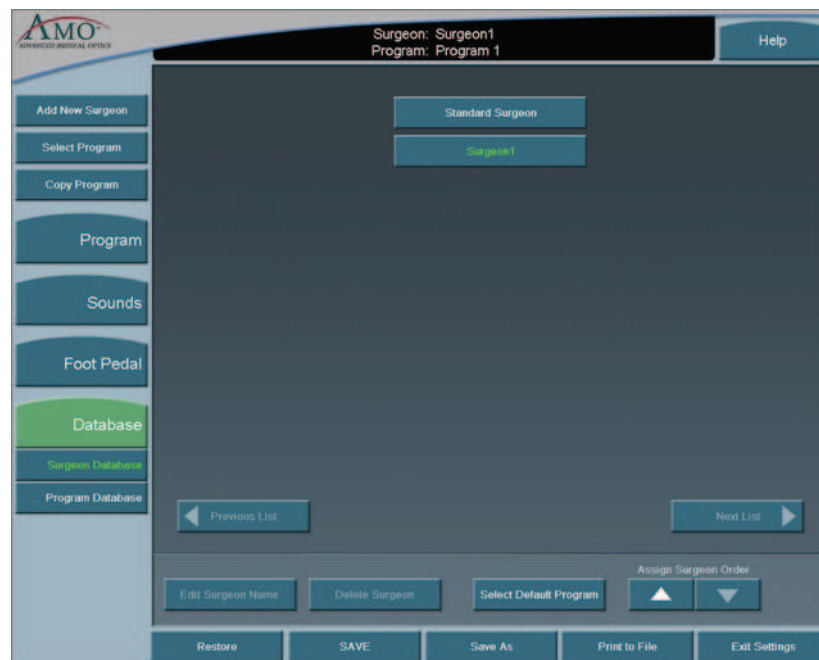 AMO
ADVANCED MEDICAL OPTICS
Surgeon: Surgeon1
Program: Program 1
Help
Add New Surgeon
Select Program
Copy Program
Program
Sounds
Foot Pedal
Database
Surgeon Database
Program Database
Standard Surgeon
Surgeon1
Previous List
Next List
Assign Surgeon Order
Edit Surgeon Name
Delete Surgeon
Select Default Program
Restore
SAVE
Save As
Print to File
Exit Settings